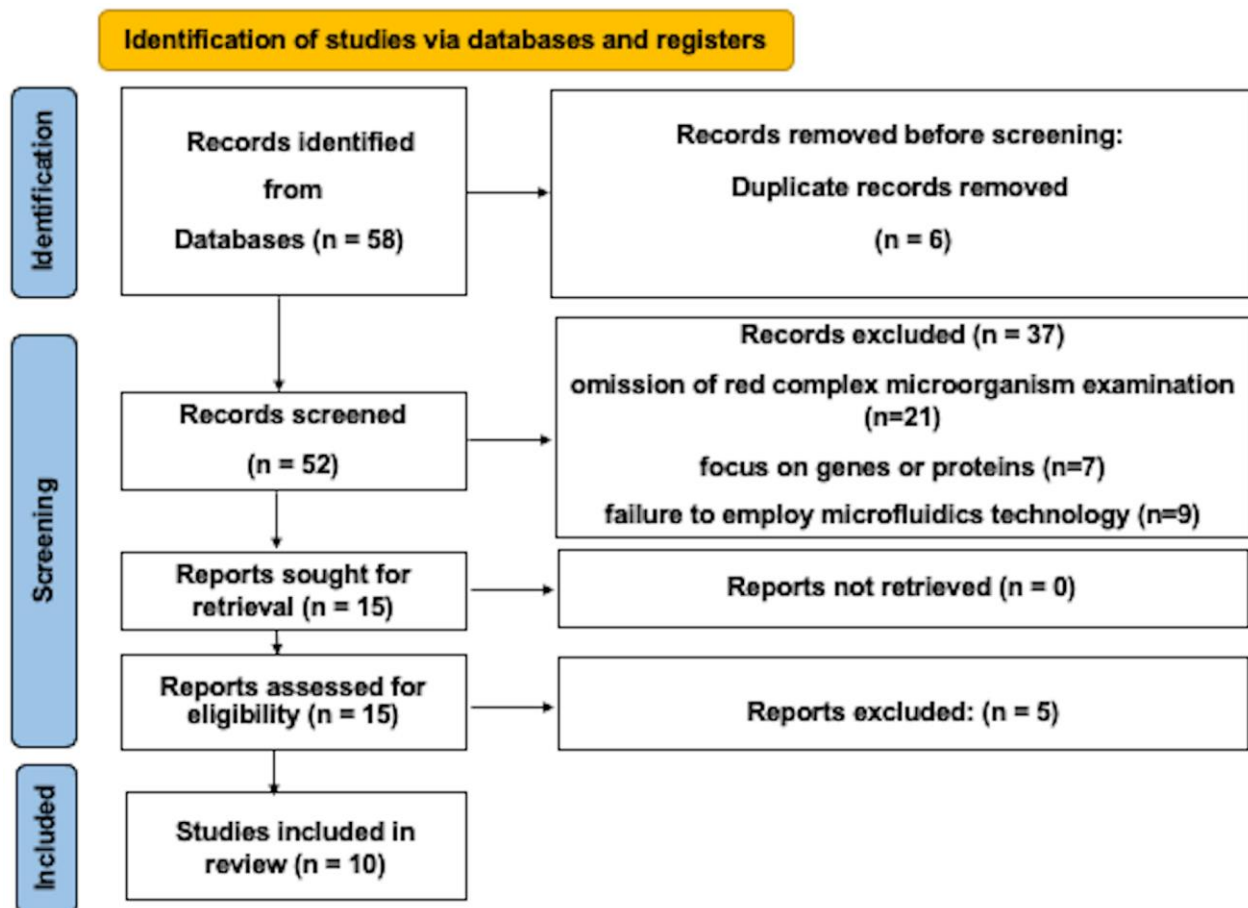 Identification of studies via databases and registers
Identification
Records identified
from
Databases (n = 58)
Records removed before screening:
Duplicate records removed
(n = 6)
Screening
Records screened
(n = 52)
Records excluded (n = 37)
omission of red complex microorganism examination
(n=21)
focus on genes or proteins (n=7)
failure to employ microfluidics technology (n=9)
Reports sought for
retrieval (n = 15)
Reports not retrieved (n = 0)
Reports assessed for
eligibility (n = 15)
Reports excluded: (n = 5)
Included
Studies included in
review (n = 10)